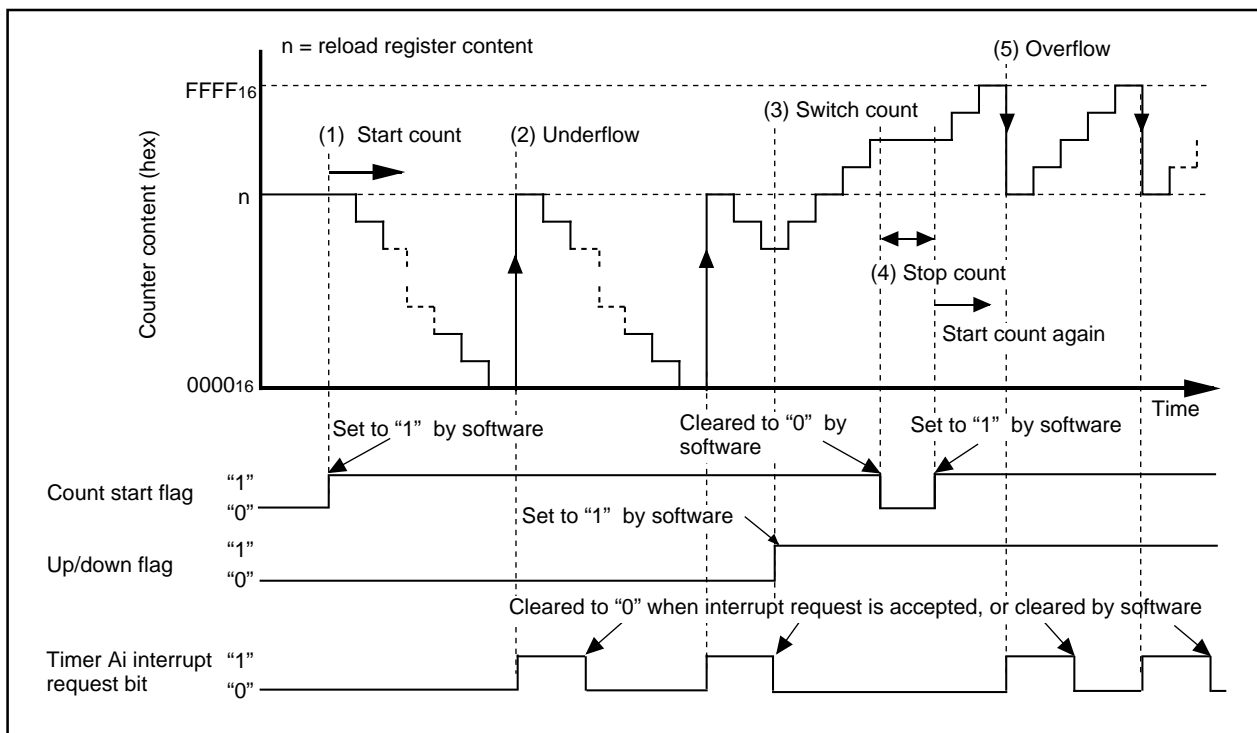 n = reload register content
(5) Overflow
FFFF16
(3) Switch count
(1) Start count
(2) Underflow
Counter content (hex)
n
(4) Stop count
Start count again
000016
Time
Set to “1” by software
Cleared to “0” by
software
Set to “1” by software
Count start flag
“1”
“0”
Set to “1” by software
Up/down flag
“1”
“0”
Cleared to “0” when interrupt request is accepted, or cleared by software
Timer Ai interrupt
request bit
“1”
“0”